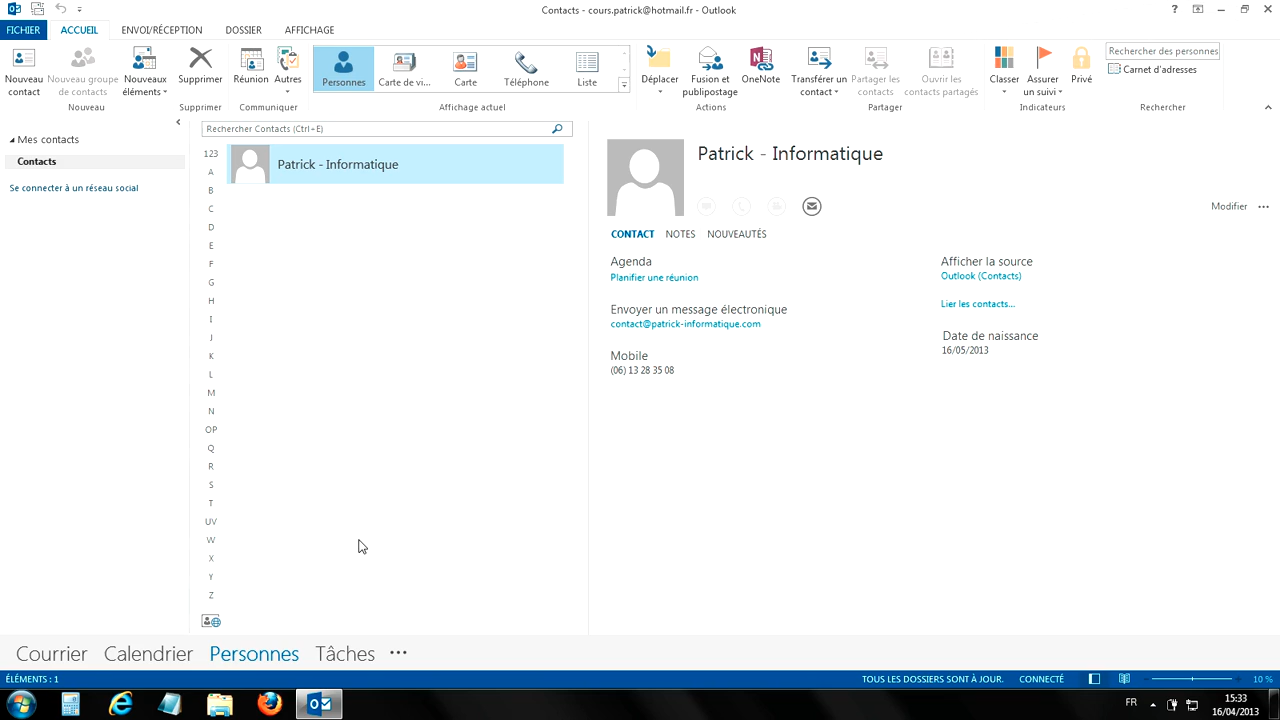 Contacts - cours.patrick@hotmail.fr - Outlook
FICHIER ACCUEIL ENVOI/RÉCEPTION DOSSIER AFFICHAGE
Nouveau contact
Nouveau groupe de contacts
Nouveaux éléments
Supprimer
Réunion
Autres
Personnes
Carte de vi...
Carte
Téléphone
Liste
Déplacer
Fusion et publipostage
OneNote
Transférer un contact
Partager les contacts
Ouvrir les contacts partagés
Classer
Assurer un suivi
Privé
Rechercher des personnes
Carnet d'adresses
Nouveau Supprimer Communiquer Affichage actuel Actions Partager Indicateurs Rechercher
Mes contacts
Contacts
Se connecter à un réseau social
Rechercher Contacts (Ctrl+E)
123
A
B
C
D
E
F
G
H
I
J
K
L
M
N
OP
Q
R
S
T
UV
W
X
Y
Z
Patrick - Informatique
Patrick - Informatique
Modifier ...
CONTACT NOTES NOUVEAUTÉS
Agenda
Planifier une réunion
Envoyer un message électronique
contact@patrick-informatique.com
Mobile
(06) 13 28 35 08
Afficher la source
Outlook (Contacts)
Lier les contacts...
Date de naissance
16/05/2013
Courrier Calendrier Personnes Tâches ...
ÉLÉMENTS : 1
TOUS LES DOSSIERS SONT À JOUR. CONNECTÉ
10 %
FR
15:33
16/04/2013